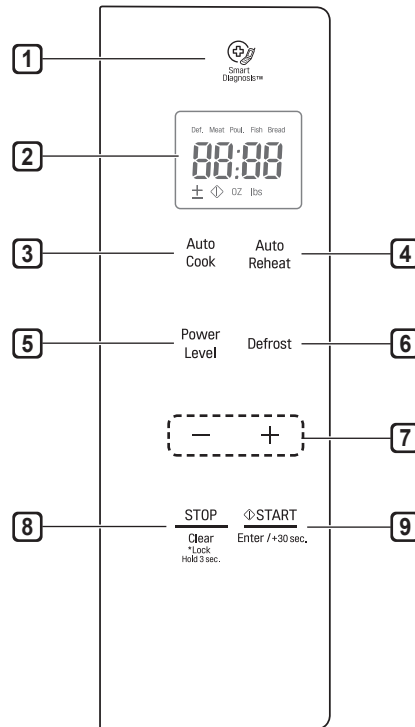 1
Smart
Diagnosis™
2
Def. Meat Poul. Fish Bread
88:88
OZ lbs
3
Auto
Cook
Auto
Reheat
4
5
Power
Level
Defrost
6
− +
7
8
STOP
Clear
*Lock
Hold 3 sec.
START
Enter /+30 sec.
9